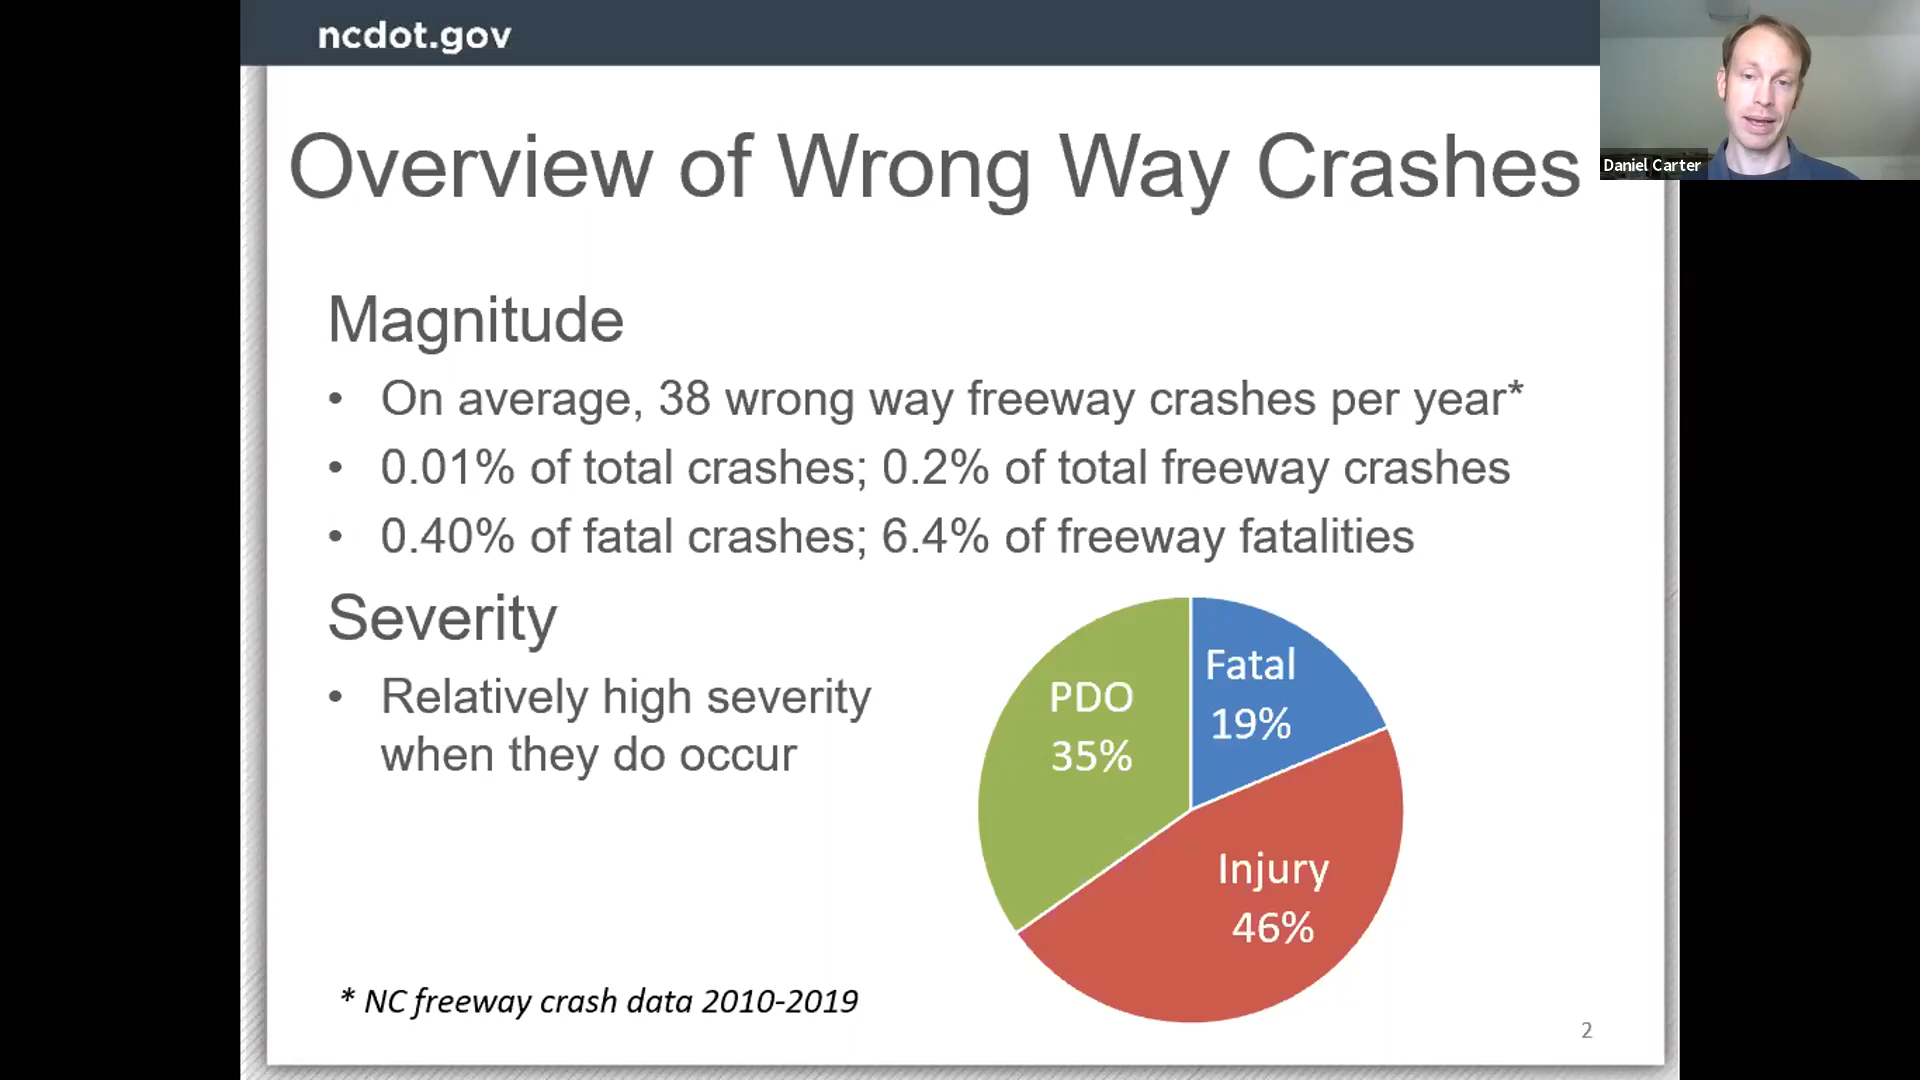 ncdot.gov
Daniel Carter
Overview of Wrong Way Crashes
Magnitude
• On average, 38 wrong way freeway crashes per year*
• 0.01% of total crashes; 0.2% of total freeway crashes
• 0.40% of fatal crashes; 6.4% of freeway fatalities
Severity
• Relatively high severity
when they do occur
Fatal
19%
PDO
35%
Injury
46%
* NC freeway crash data 2010-2019
2